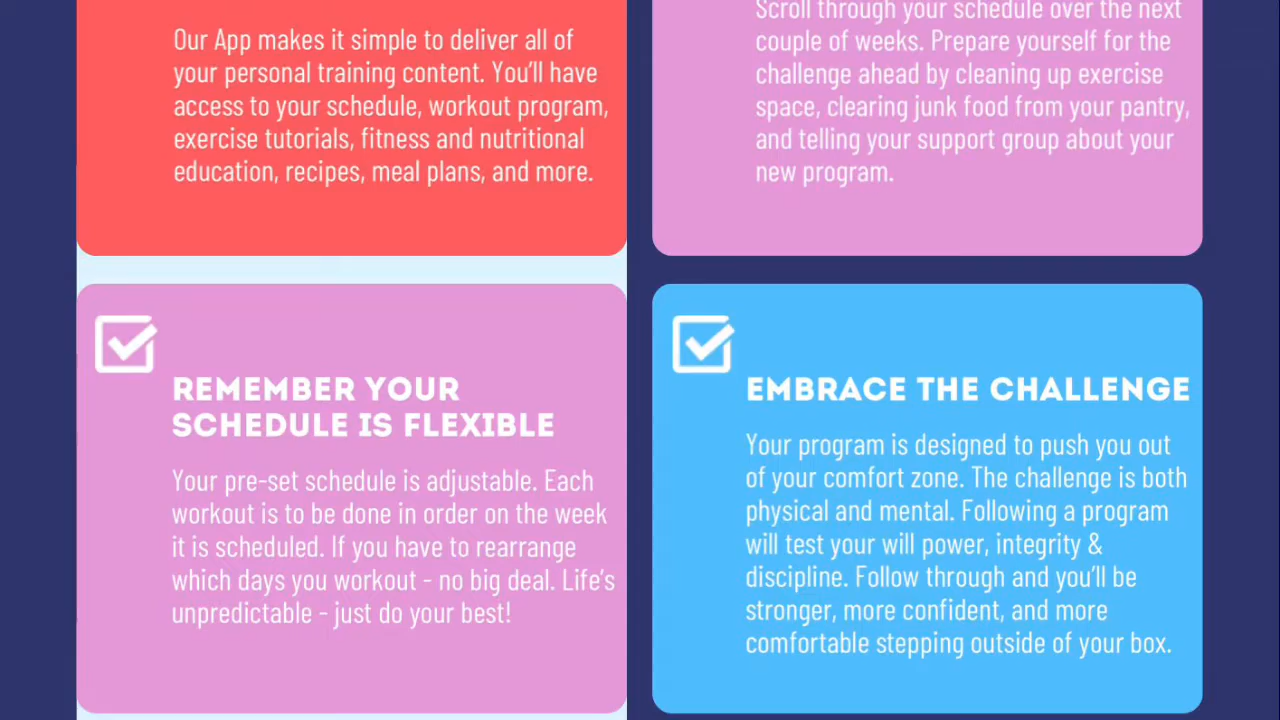 Our App makes it simple to deliver all of
your personal training content. You'll have
access to your schedule, workout program,
exercise tutorials, fitness and nutritional
education, recipes, meal plans, and more.
Scroll through your schedule over the next
couple of weeks. Prepare yourself for the
challenge ahead by cleaning up exercise
space, clearing junk food from your pantry,
and telling your support group about your
new program.
REMEMBER YOUR
SCHEDULE IS FLEXIBLE
Your pre-set schedule is adjustable. Each
workout is to be done in order on the week
it is scheduled. If you have to rearrange
which days you workout - no big deal. Life's
unpredictable - just do your best!
EMBRACE THE CHALLENGE
Your program is designed to push you out
of your comfort zone. The challenge is both
physical and mental. Following a program
will test your will power, integrity &
discipline. Follow through and you'll be
stronger, more confident, and more
comfortable stepping outside of your box.